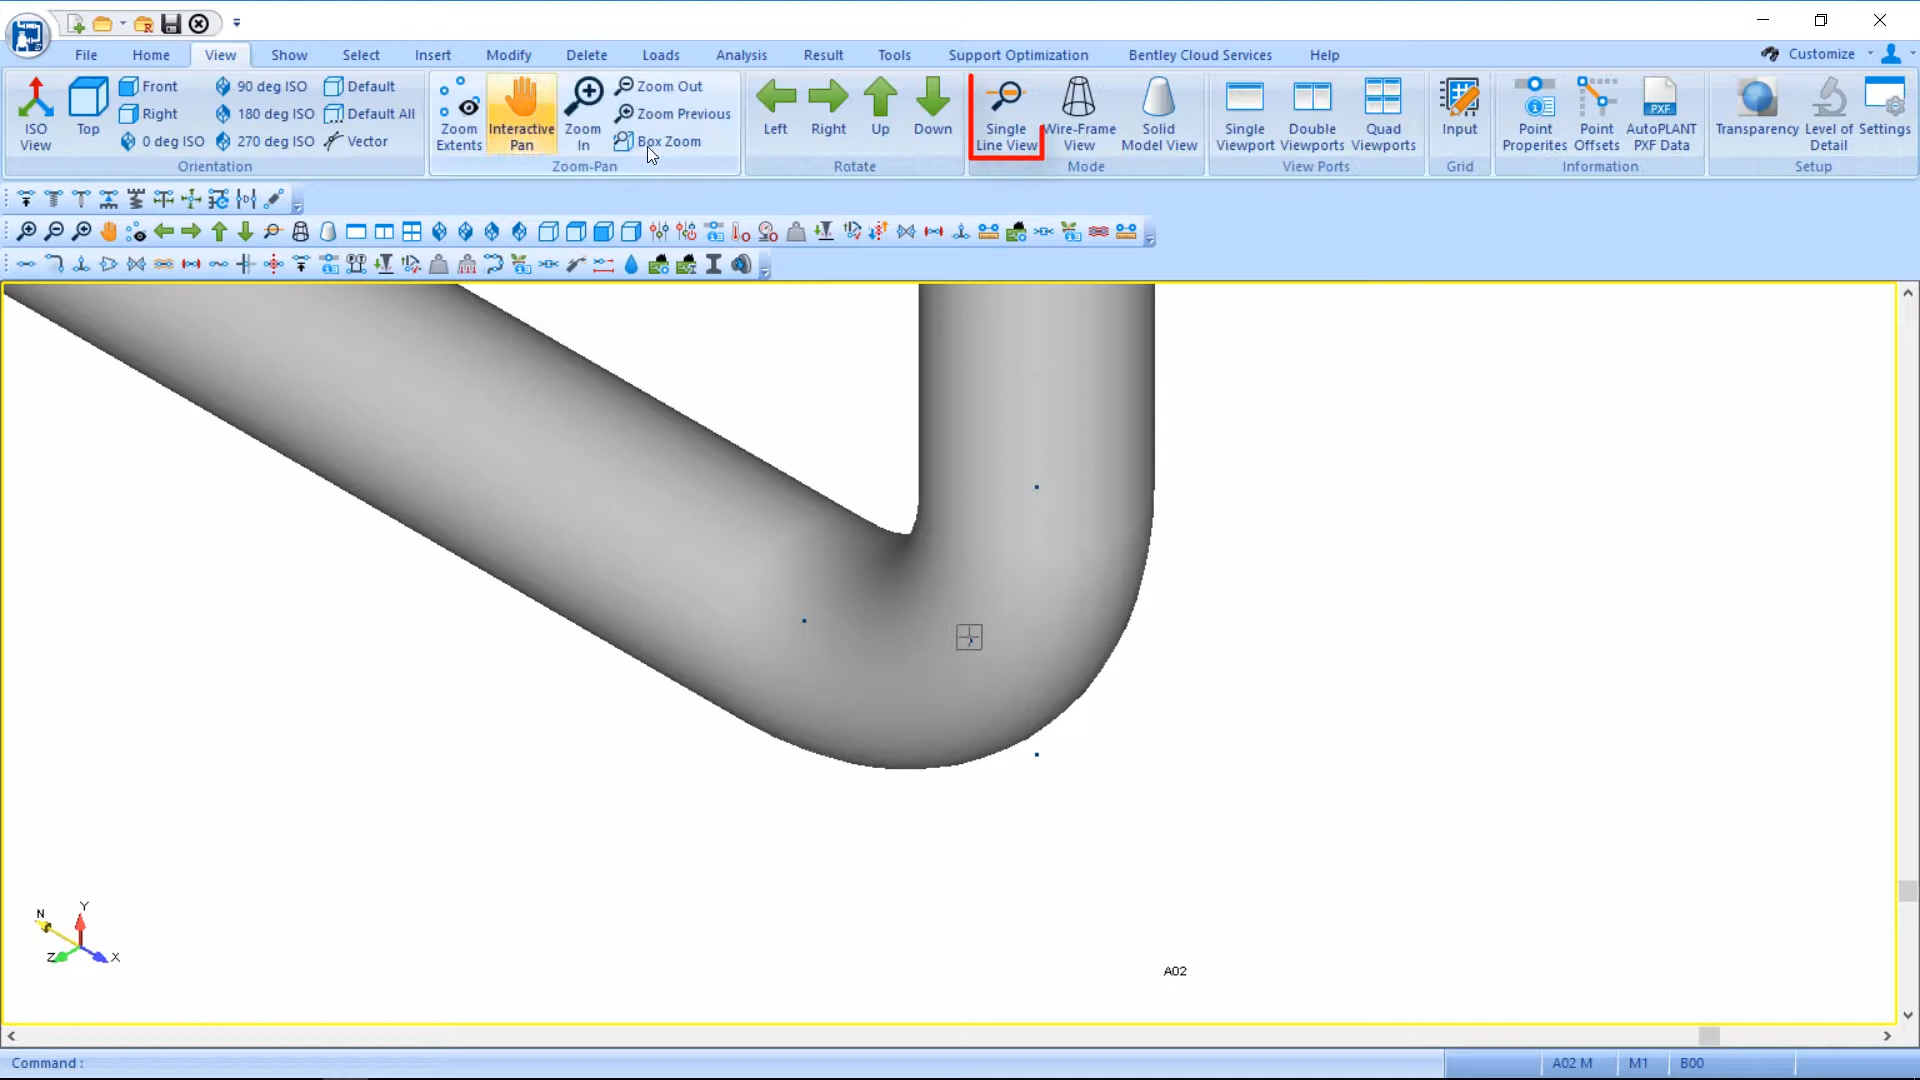 File Home View Show Select Insert Modify Delete Loads Analysis Result Tools Support Optimization Bentley Cloud Services Help Customize
ISO View
Top
Front
Right
0 deg ISO
90 deg ISO
180 deg ISO
270 deg ISO
Default
Default All
Vector
Orientation
Zoom Extents
Interactive Pan
Zoom In
Zoom Out
Zoom Previous
Box Zoom
Zoom-Pan
Left
Right
Up
Down
Rotate
Single Line View
Wire-Frame View
Solid Model View
Mode
Single Viewport
Double Viewports
Quad Viewports
View Ports
Input
Grid
Point Properites
Point Offsets
PXF
AutoPLANT PXF Data
Information
Transparency
Level of Detail
Settings
Setup
N
Y
Z
X
A02
Command :
A02 M
M1
B00